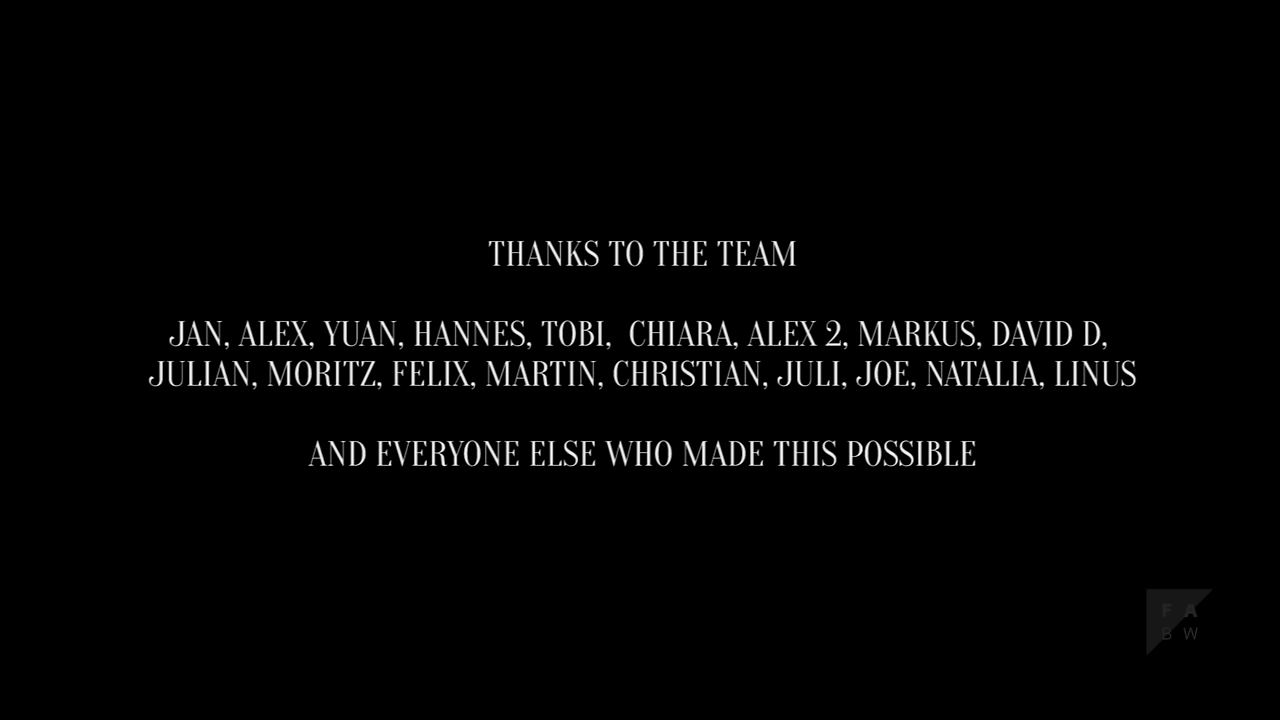 THANKS TO THE TEAM
JAN, ALEX, YUAN, HANNES, TOBI,  CHIARA, ALEX 2, MARKUS, DAVID D,
JULIAN, MORITZ, FELIX, MARTIN, CHRISTIAN, JULI, JOE, NATALIA, LINUS
AND EVERYONE ELSE WHO MADE THIS POSSIBLE
F A
B W